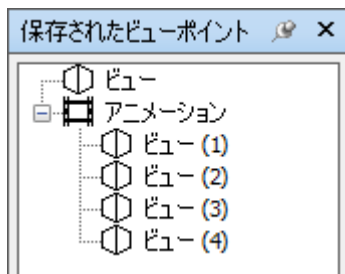 保存されたビューポイント
ビュー
アニメーション
ビュー (1)
ビュー (2)
ビュー (3)
ビュー (4)